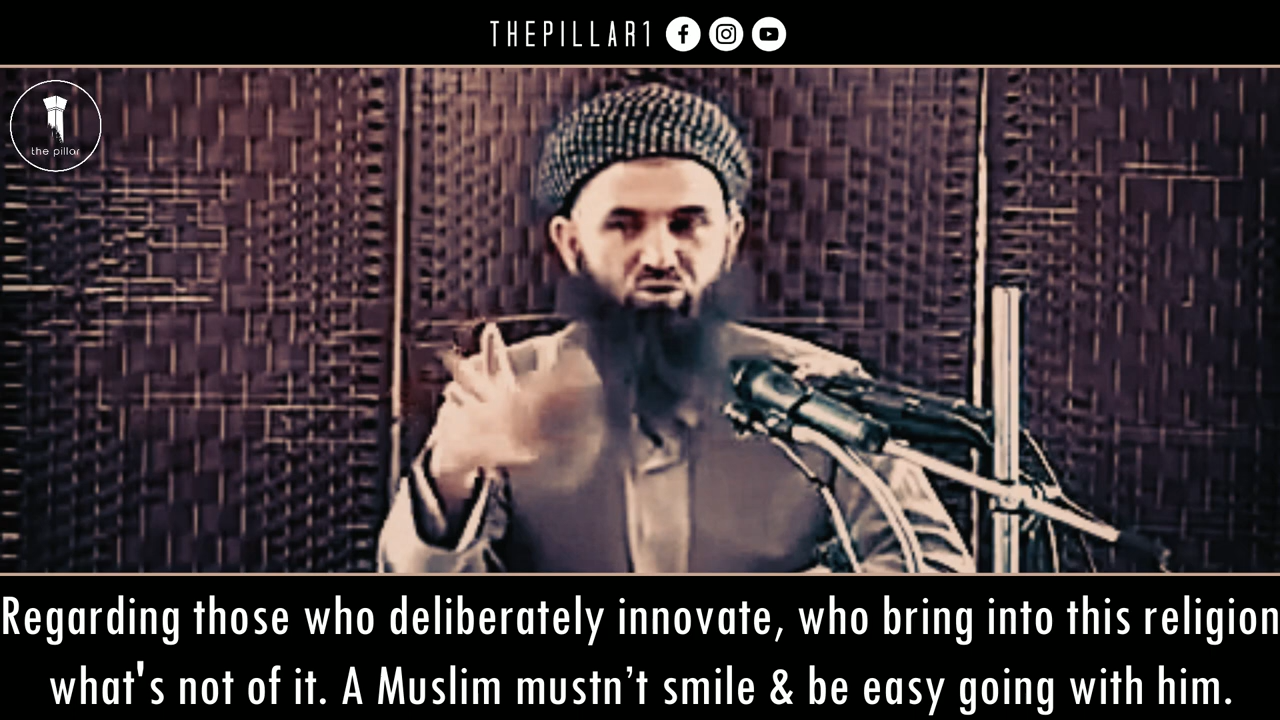 THEPILLAR1
the pillar
Regarding those who deliberately innovate, who bring into this religion
what's not of it. A Muslim mustn’t smile & be easy going with him.